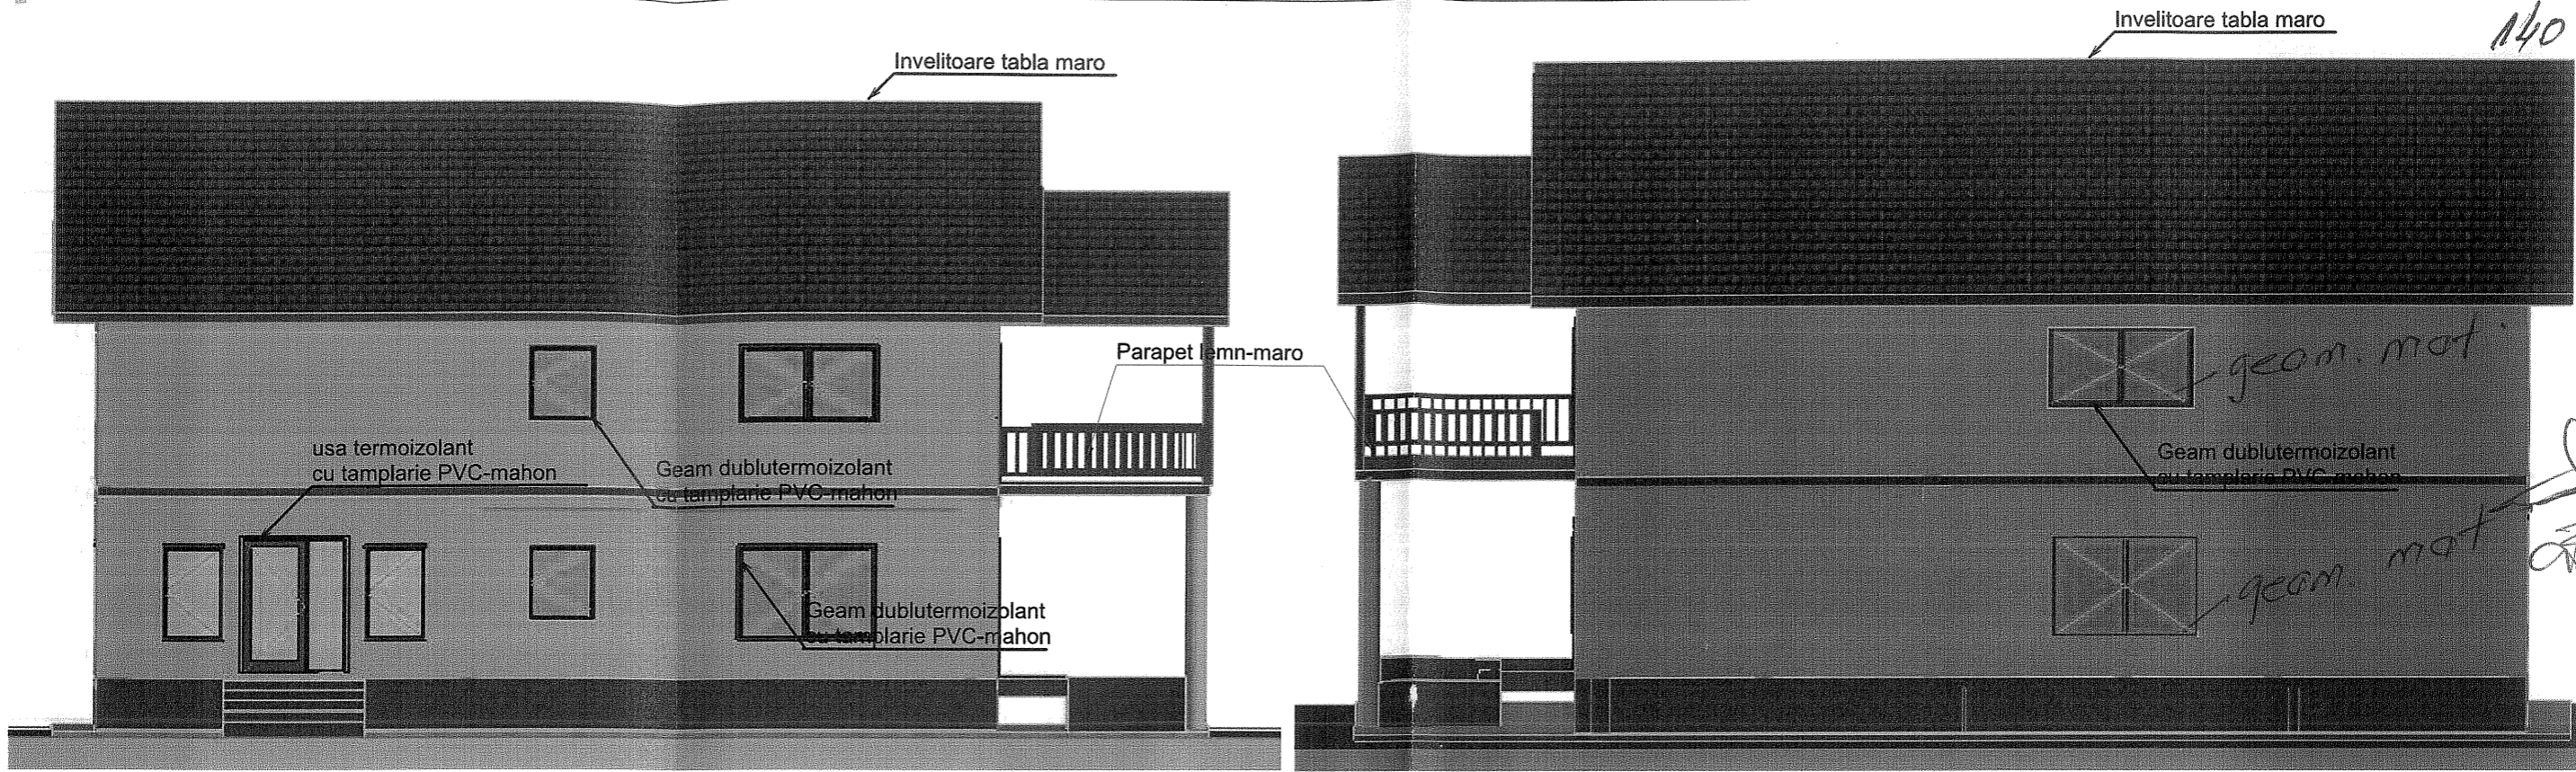 Invelitoare tabla maro
Invelitoare tabla maro
140
Parapet lemn-maro
geam. mat.
usa termoizolant
cu tamplarie PVC-mahon
Geam dublutermoizolant
cu tamplarie PVC-mahon
Geam dublutermoizolant
cu tamplarie PVC-mahon
geam. mat
Geam dublutermoizolant
cu tamplarie PVC-mahon